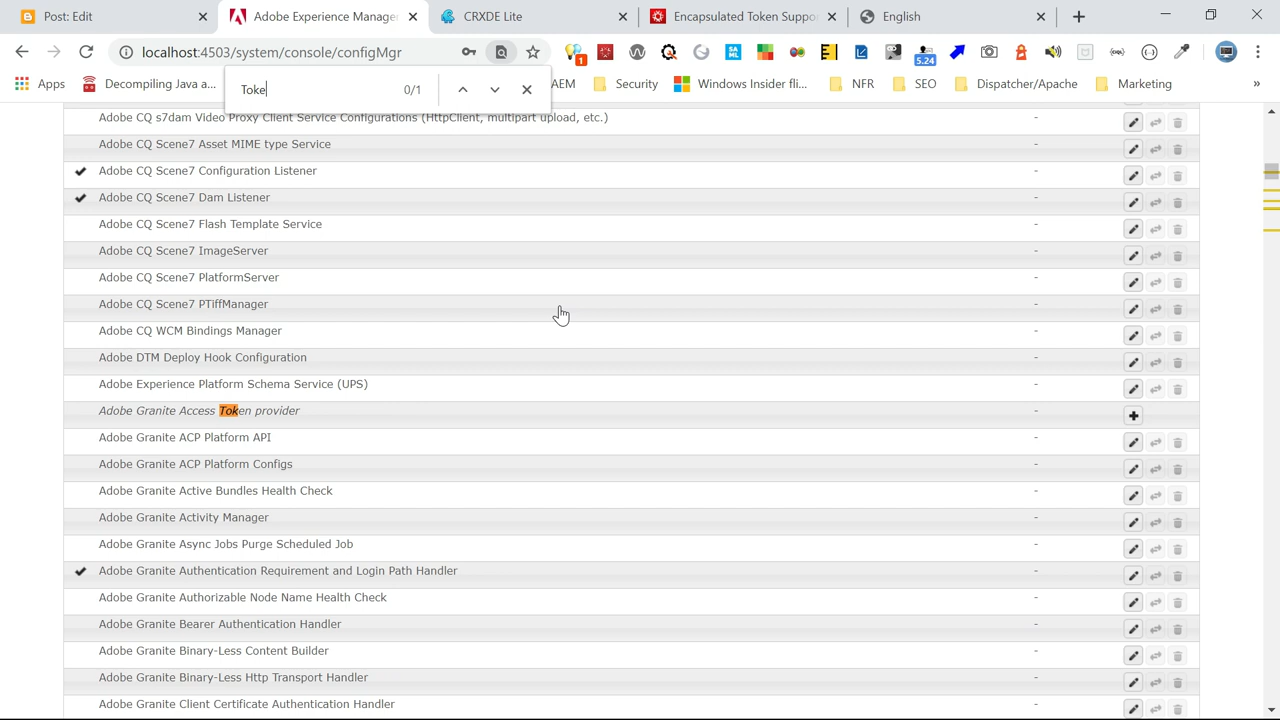 Post: Edit
Adobe Experience Manager
CRXDE Lite
Encapsulated Token Suppo
English
localhost:4503/system/console/configMgr
1
5.24
Apps
Decompiling Java a...
AEM
Security
Windows Insider fli...
NFR
SEO
Dispatcher/Apache
Marketing
»
Toke
0/1
Adobe CQ s7dam Video Proxy Client Service Configurations (HttpClient, multipart upload, etc.) -
Adobe CQ Scene7 Asset MIME type Service -
Adobe CQ Scene7 Configuration Listener -
Adobe CQ Scene7 Dam Listener -
Adobe CQ Scene7 Flash Template Service -
Adobe CQ Scene7 ImageServer -
Adobe CQ Scene7 PlatformServer -
Adobe CQ Scene7 PTiffManager -
Adobe CQ WCM Bindings Manager -
Adobe DTM Deploy Hook Configuration -
Adobe Experience Platform Schema Service (UPS) -
Adobe Granite Access Token provider -
Adobe Granite ACP Platform API -
Adobe Granite ACP Platform Configs -
Adobe Granite Active Bundles Health Check -
Adobe Granite Activity Manager -
Adobe Granite Async Jobs Purge Scheduled Job -
Adobe Granite Authentication Requirement and Login Path Handler -
Adobe Granite Authorizable Node Name Health Check -
Adobe Granite Bearer Authentication Handler -
Adobe Granite Binary-Less Content Builder -
Adobe Granite Binary-Less Http Transport Handler -
Adobe Granite Client Certificate Authentication Handler -